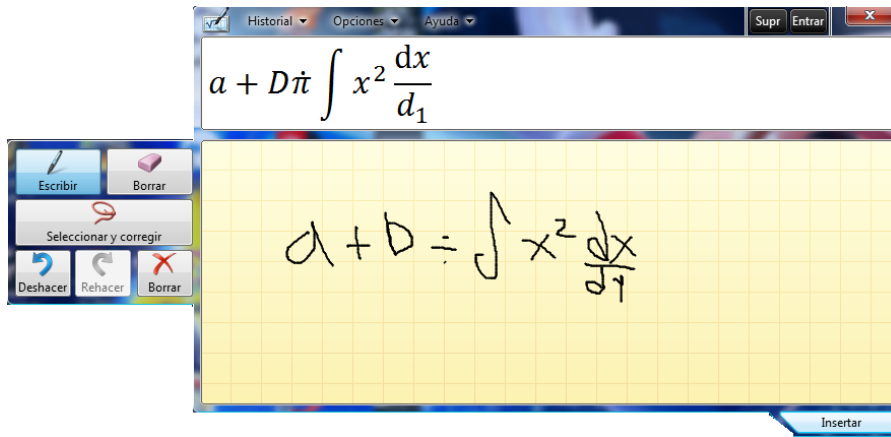 Historial Opciones Ayuda Supr Entrar X
a + Dπ̇ ∫ x² dx/d₁
Escribir Borrar
Seleccionar y corregir
Deshacer Rehacer Borrar
a + b ÷ ∫ x² dx/dy
Insertar